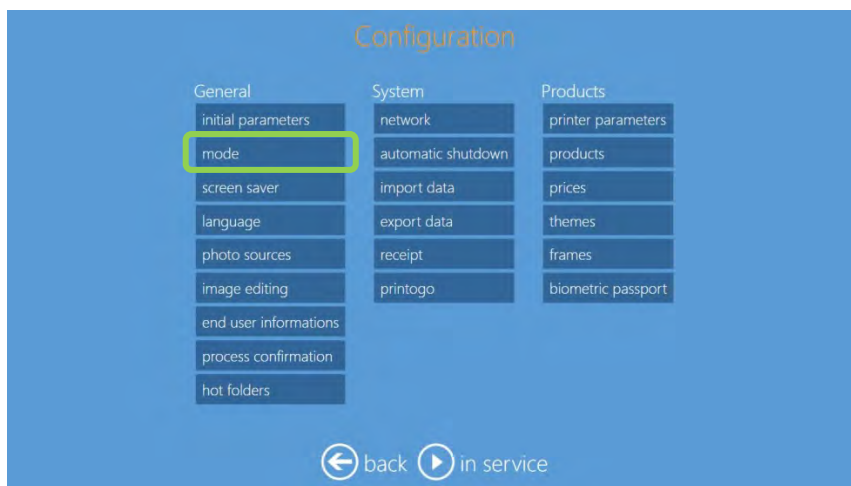 Configuration
General
initial parameters
mode
screen saver
language
photo sources
image editing
end user informations
process confirmation
hot folders
System
network
automatic shutdown
import data
export data
receipt
printogo
Products
printer parameters
products
prices
themes
frames
biometric passport
back in service